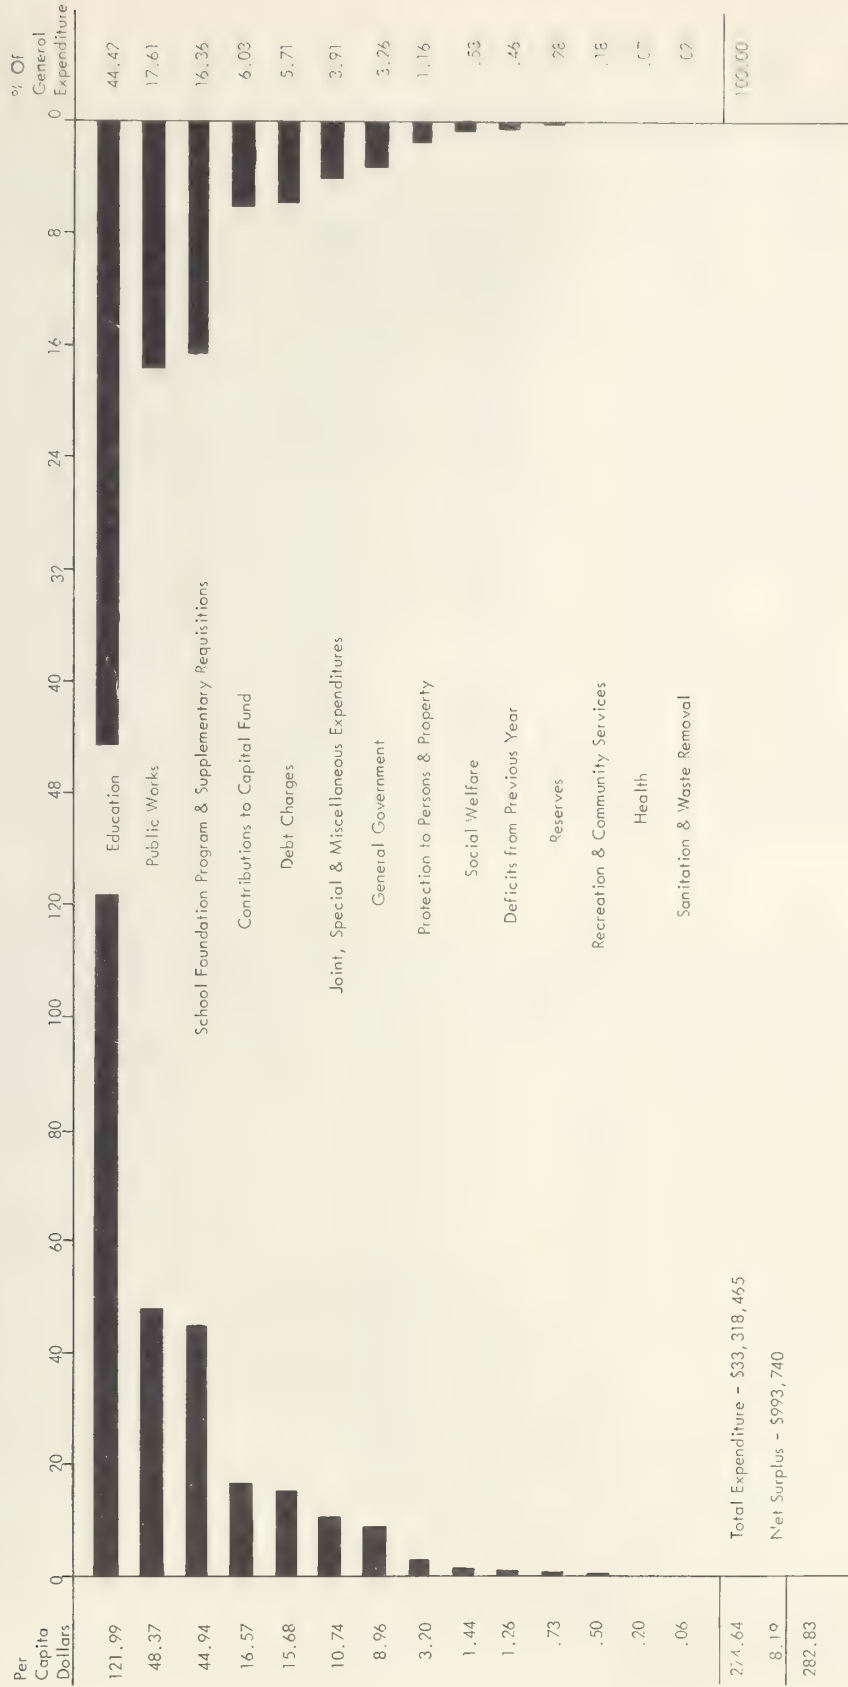 Per
Capita
Dollars
0 20 40 60 80 100 120 48 40 32 24 16 8 0
% Of
General
Expenditure
121.99 Education 44.42
48.37 Public Works 17.61
44.94 School Foundation Program & Supplementary Requisitions 16.36
16.57 Contributions to Capital Fund 6.03
15.68 Debt Charges 5.71
10.74 Joint, Special & Miscellaneous Expenditures 3.91
8.96 General Government 3.26
3.20 Protection to Persons & Property 1.16
1.44 Social Welfare .53
1.26 Deficits from Previous Year .46
.73 Reserves
.50 Recreation & Community Services .18
.20 Health
.06 Sanitation & Waste Removal
274.64 Total Expenditure - $33,318,465 100.00
8.19 Net Surplus - $993,740
282.83